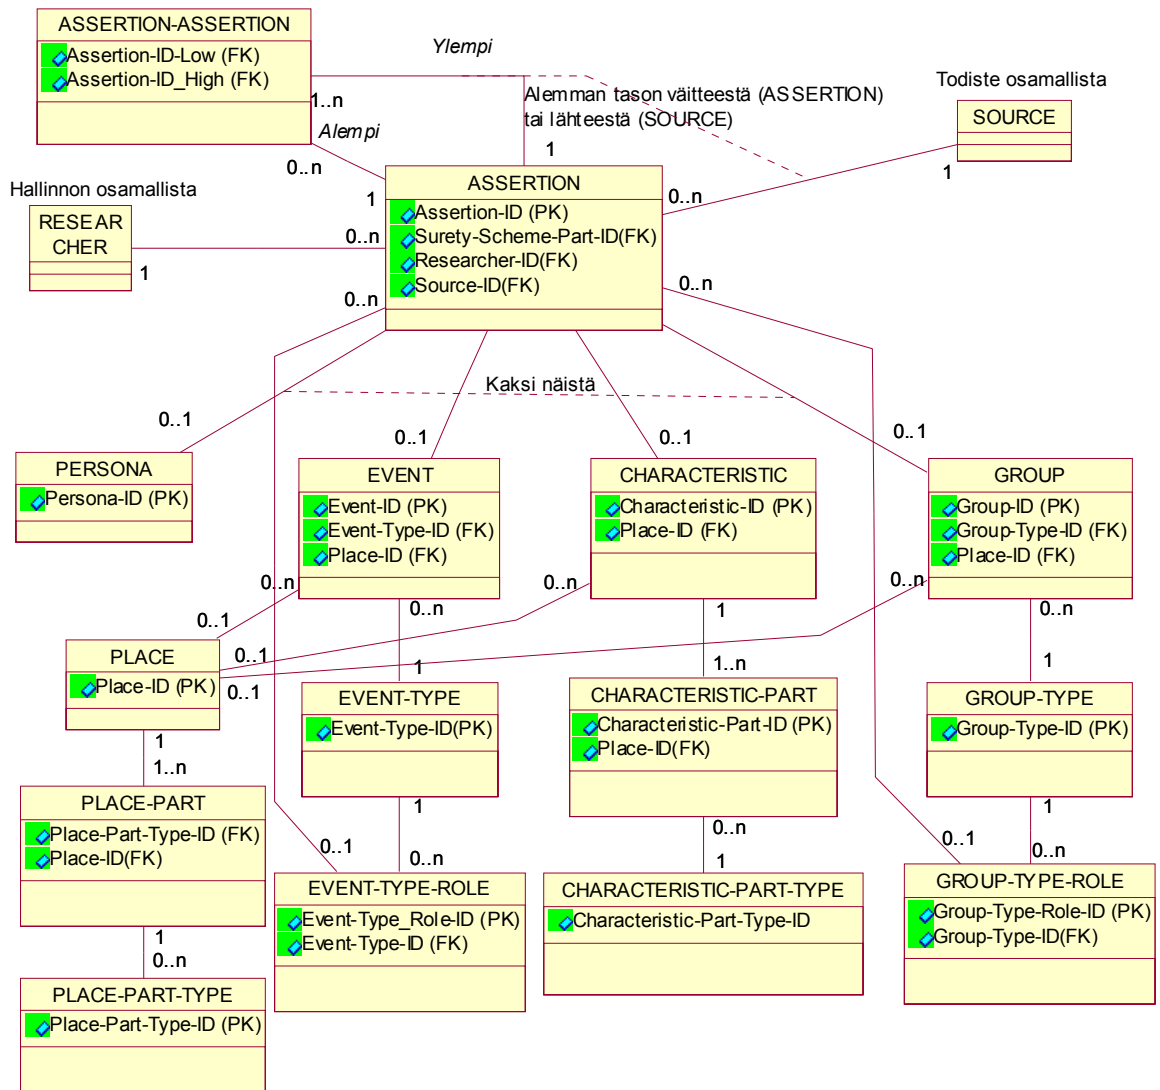 ASSERTION-ASSERTION
Assertion-ID-Low (FK)
Assertion-ID_High (FK)
Ylempi
1..n
Alempi
0..n
Alemman tason väitteestä (ASSERTION)
tai lähteestä (SOURCE)
1
Todiste osamallista
SOURCE
1
0..n
Hallinnon osamallista
RESEAR
CHER
1
0..n
1
ASSERTION
Assertion-ID (PK)
Surety-Scheme-Part-ID(FK)
Researcher-ID(FK)
Source-ID(FK)
0..n
0..n
Kaksi näistä
0..1
0..1
0..1
0..1
PERSONA
Persona-ID (PK)
EVENT
Event-ID (PK)
Event-Type-ID (FK)
Place-ID (FK)
CHARACTERISTIC
Characteristic-ID (PK)
Place-ID (FK)
GROUP
Group-ID (PK)
Group-Type-ID (FK)
Place-ID (FK)
0..n
0..n
0..n
0..n
1
0..n
0..1
0..1
0..1
1
1..n
1
PLACE
Place-ID (PK)
EVENT-TYPE
Event-Type-ID(PK)
CHARACTERISTIC-PART
Characteristic-Part-ID (PK)
Place-ID(FK)
GROUP-TYPE
Group-Type-ID (PK)
1
1..n
1
0..n
0..n
1
1
0..n
0..1
0..1
PLACE-PART
Place-Part-Type-ID (FK)
Place-ID(FK)
EVENT-TYPE-ROLE
Event-Type_Role-ID (PK)
Event-Type-ID (FK)
CHARACTERISTIC-PART-TYPE
Characteristic-Part-Type-ID
GROUP-TYPE-ROLE
Group-Type-Role-ID (PK)
Group-Type-ID(FK)
1
0..n
PLACE-PART-TYPE
Place-Part-Type-ID (PK)